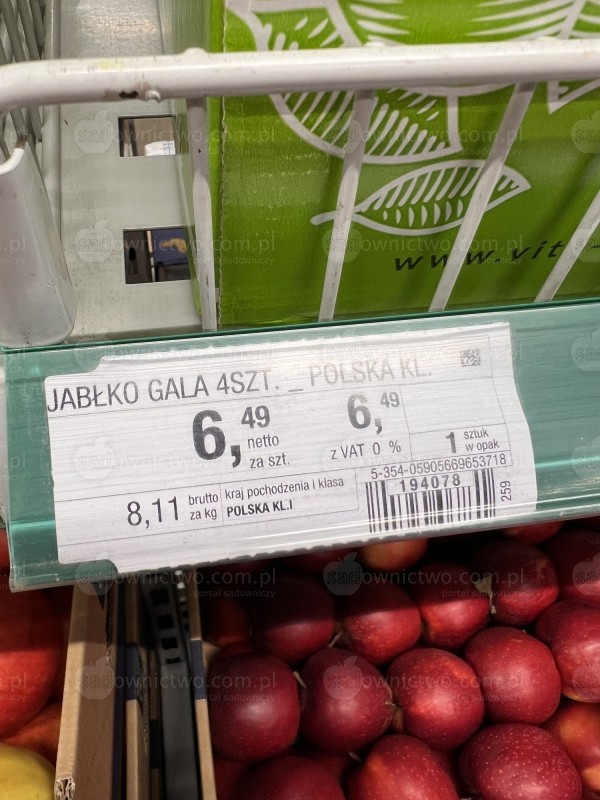 www.vit
JABŁKO GALA 4SZT. _ POLSKA KL.
6,49 netto za szt.
6,49 z VAT 0 %
1 sztuk w opak
5-354-05905669653718
8,11 brutto za kg
kraj pochodzenia i klasa
POLSKA KL.I
194078
259
sadownictwo.com.pl
portal sadowniczy